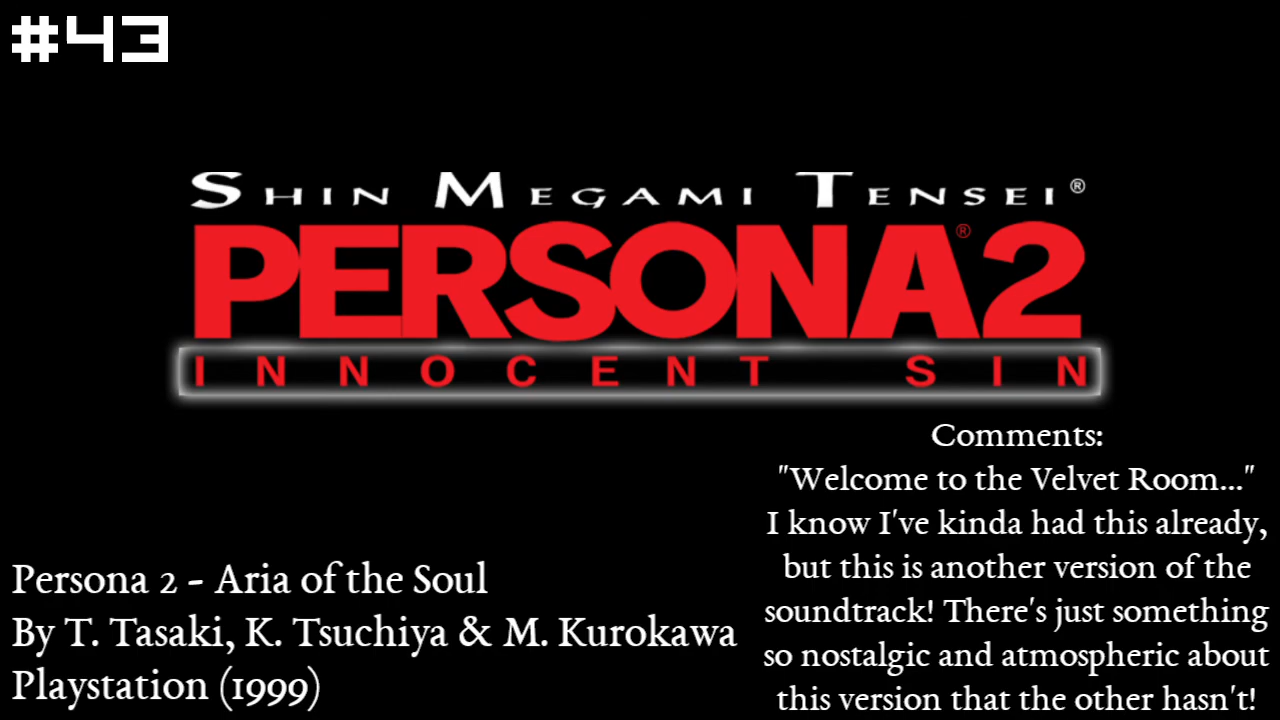 #43
SHIN MEGAMI TENSEI®
PERSONA®2
INNOCENT SIN
Comments:
"Welcome to the Velvet Room..."
I know I've kinda had this already,
but this is another version of the
soundtrack! There's just something
so nostalgic and atmospheric about
this version that the other hasn't!
Persona 2 - Aria of the Soul
By T. Tasaki, K. Tsuchiya & M. Kurokawa
Playstation (1999)